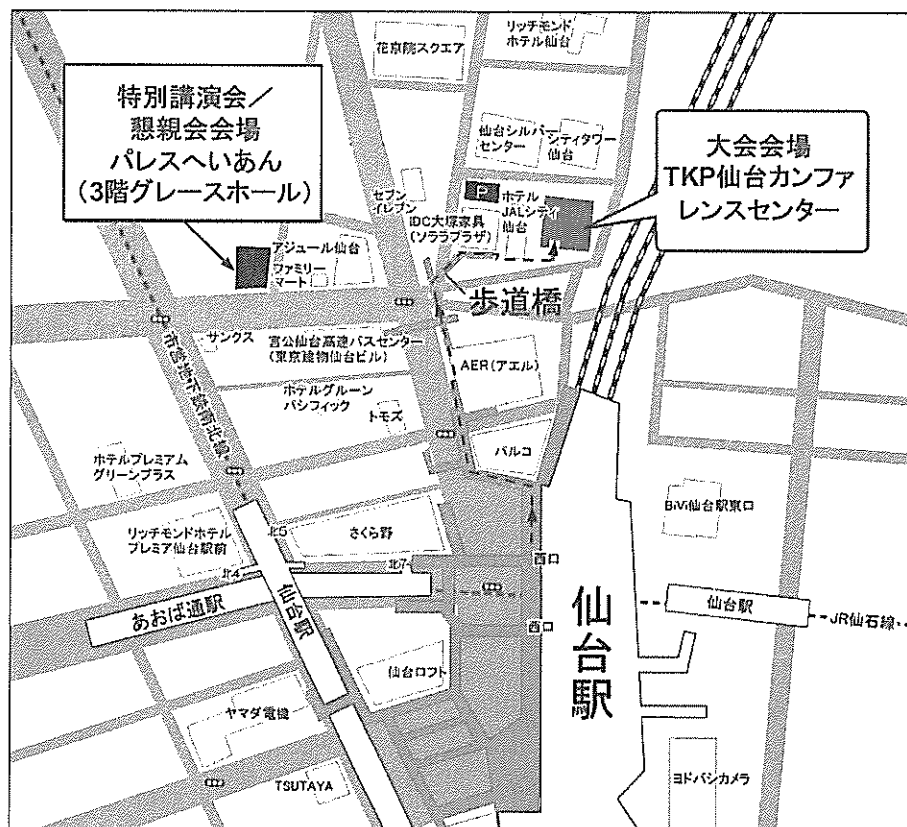 リッチモンド
ホテル仙台
花京院スクエア
特別講演会／
懇親会会場
パレスへいあん
（3階グレースホール）
仙台シルバー
センター
シティタワー
仙台
大会会場
TKP仙台カンファ
レンスセンター
セブン
イレブン
P
ホテル
JALシティ
仙台
IDC大塚家具
（ソララプラザ）
アジュール仙台
ファミリー
マート
歩道橋
サンクス
宮公仙台高速バスセンター
（東京建物仙台ビル）
AER（アエル）
市営地下鉄南北線
ホテルグルーン
パシフィック
トモズ
パルコ
ホテルプレミアム
グリーンプラス
BiVi仙台駅東口
リッチモンドホテル
プレミア仙台駅前
北5
さくら野
北4
北7
西口
あおば通駅
仙台駅
仙台駅
仙台駅
JR仙石線
西口
仙台ロフト
ヤマダ電機
TSUTAYA
ヨドバシカメラ